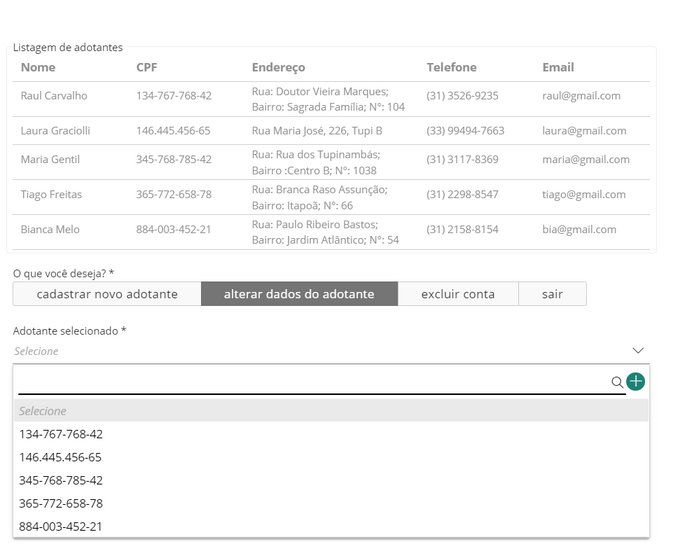 Listagem de adotantes
Nome CPF Endereço Telefone Email
Raul Carvalho 134-767-768-42 Rua: Doutor Vieira Marques; (31) 3526-9235 raul@gmail.com
Bairro: Sagrada Família; N°: 104
Laura Graciolli 146.445.456-65 Rua Maria José, 226, Tupi B (33) 99494-7663 laura@gmail.com
Maria Gentil 345-768-785-42 Rua: Rua dos Tupinambás; (31) 3117-8369 maria@gmail.com
Bairro :Centro B; N°: 1038
Tiago Freitas 365-772-658-78 Rua: Branca Raso Assunção; (31) 2298-8547 tiago@gmail.com
Bairro: Itapoã; N°: 66
Bianca Melo 884-003-452-21 Rua: Paulo Ribeiro Bastos; (31) 2158-8154 bia@gmail.com
Bairro: Jardim Atlântico; N°: 54
O que você deseja? *
cadastrar novo adotante alterar dados do adotante excluir conta sair
Adotante selecionado *
Selecione
Selecione
134-767-768-42
146.445.456-65
345-768-785-42
365-772-658-78
884-003-452-21